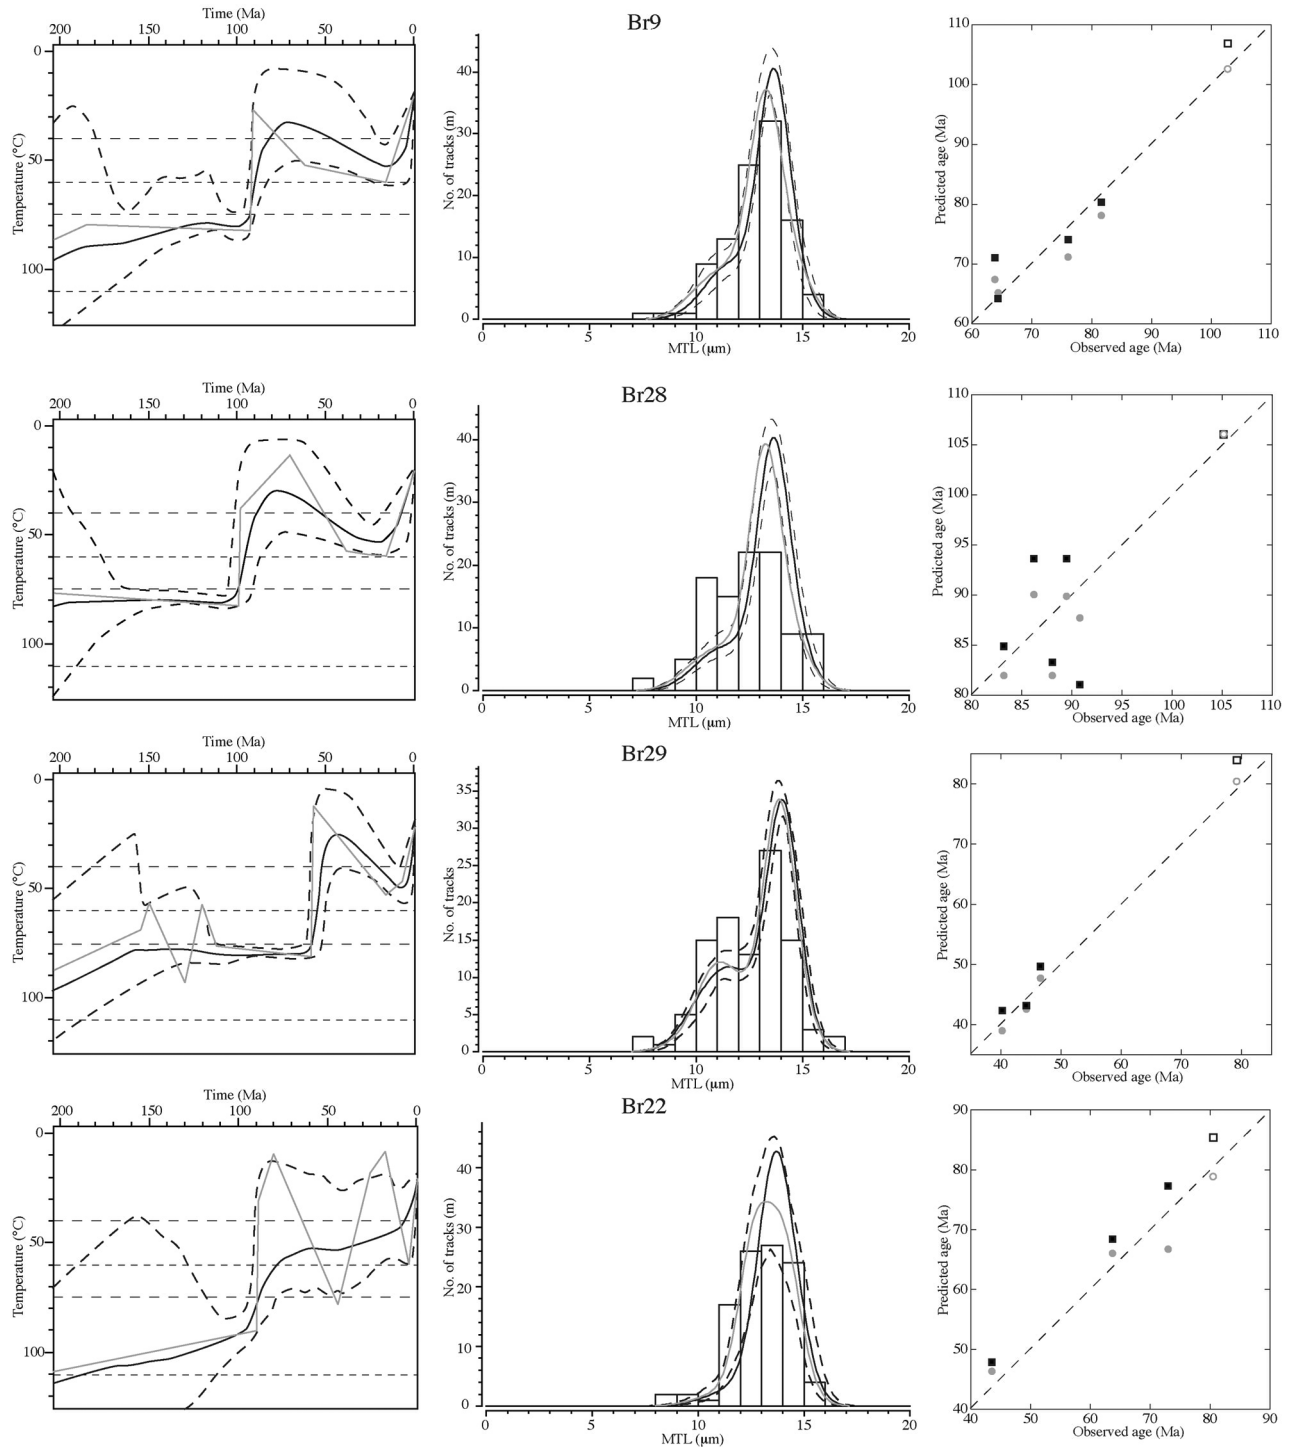 Br9
Time (Ma)
200 150 100 50 0
Temperature (°C)
0
50
100
No. of tracks (m)
40
30
20
10
0
0 5 10 15 20
MTL (μm)
Predicted age (Ma)
110
100
90
80
70
60
60 70 80 90 100 110
Observed age (Ma)
Br28
Time (Ma)
200 150 100 50 0
Temperature (°C)
0
50
100
No. of tracks (m)
40
30
20
10
0
0 5 10 15 20
MTL (μm)
Predicted age (Ma)
110
105
100
95
90
85
80
80 85 90 95 100 105 110
Observed age (Ma)
Br29
Time (Ma)
200 150 100 50 0
Temperature (°C)
0
50
100
No. of tracks
35
30
25
20
15
10
5
0
0 5 10 15 20
MTL (μm)
Predicted age (Ma)
80
70
60
50
40
40 50 60 70 80
Observed age (Ma)
Br22
Time (Ma)
200 150 100 50 0
Temperature (°C)
0
50
100
No. of tracks (m)
40
30
20
10
0
0 5 10 15 20
MTL (μm)
Predicted age (Ma)
90
80
70
60
50
40
40 50 60 70 80 90
Observed age (Ma)